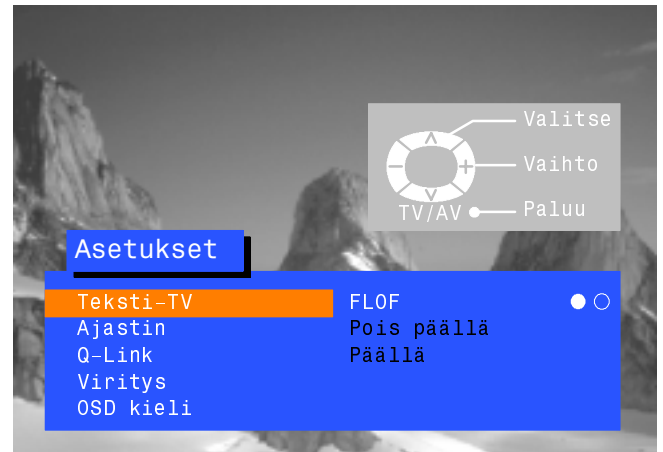 Valitse
Vaihto
TV/AV Paluu
Asetukset
Teksti-TV FLOF
Ajastin Pois päällä
Q-Link Päällä
Viritys
OSD kieli